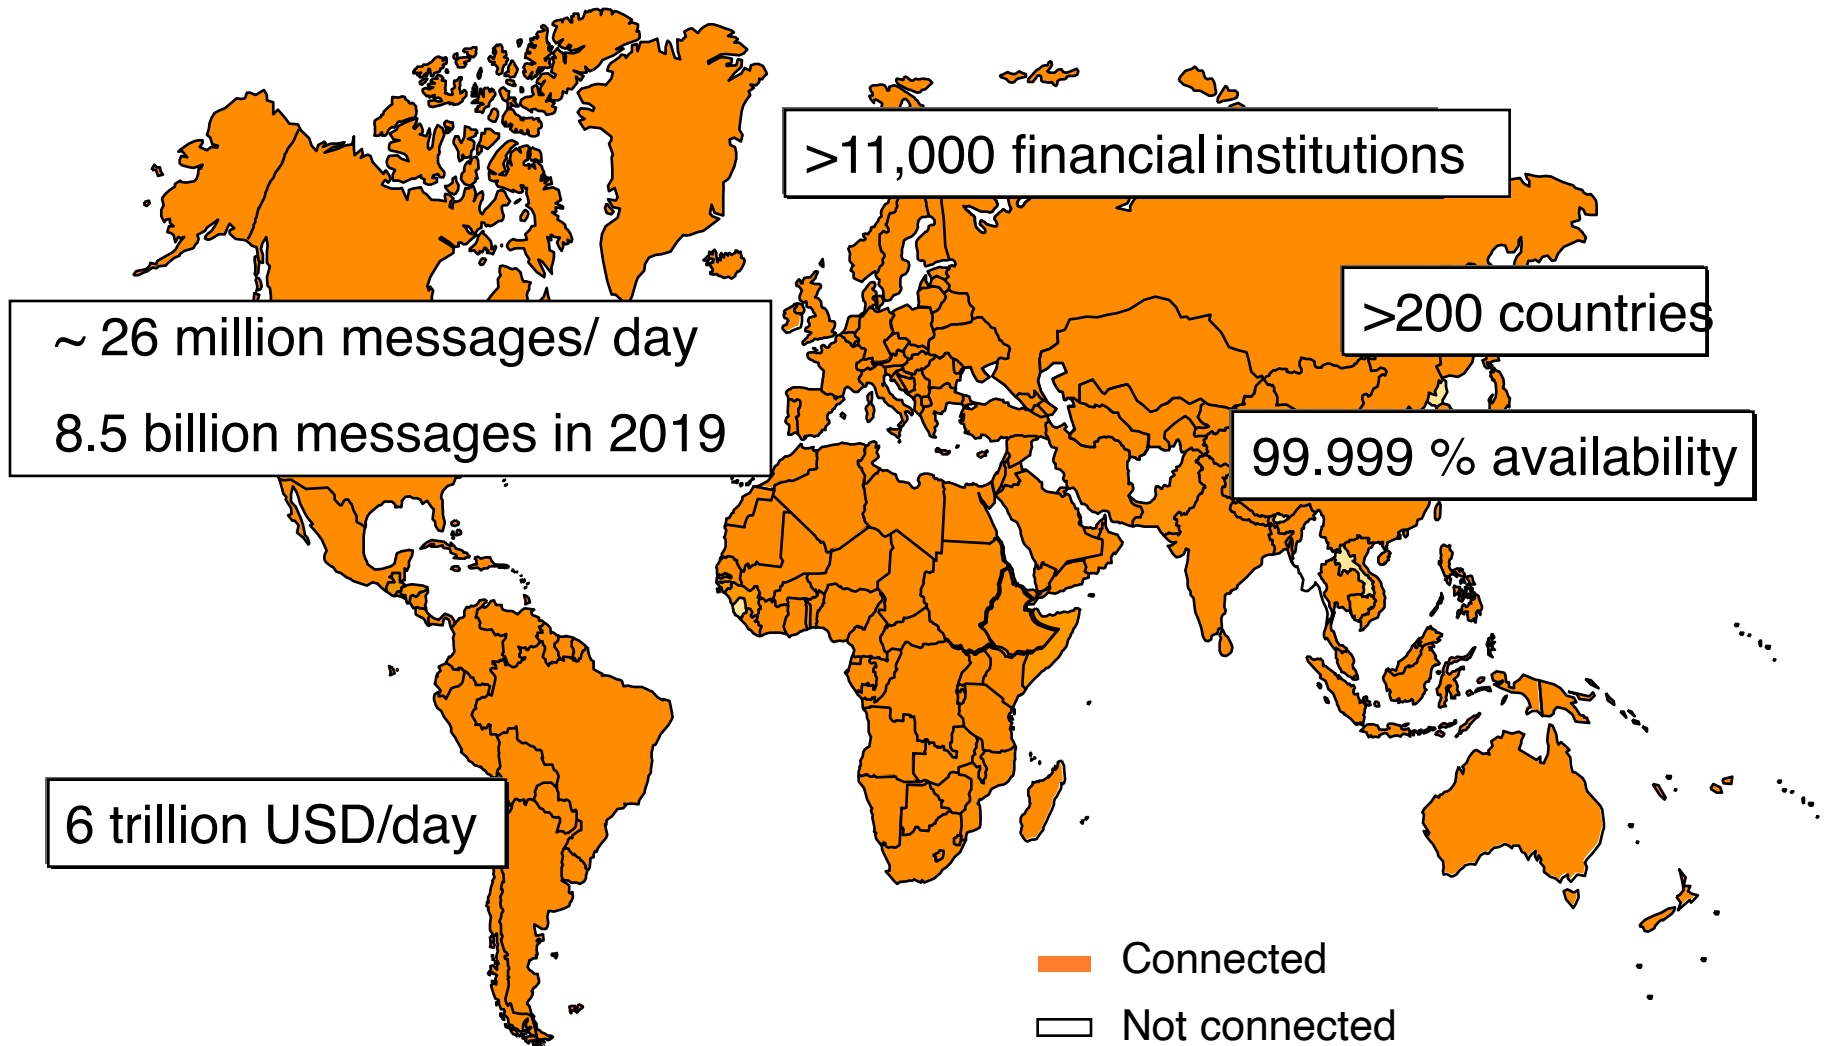 >11,000 financial institutions
>200 countries
~ 26 million messages/ day
8.5 billion messages in 2019
99.999 % availability
6 trillion USD/day
Connected
Not connected